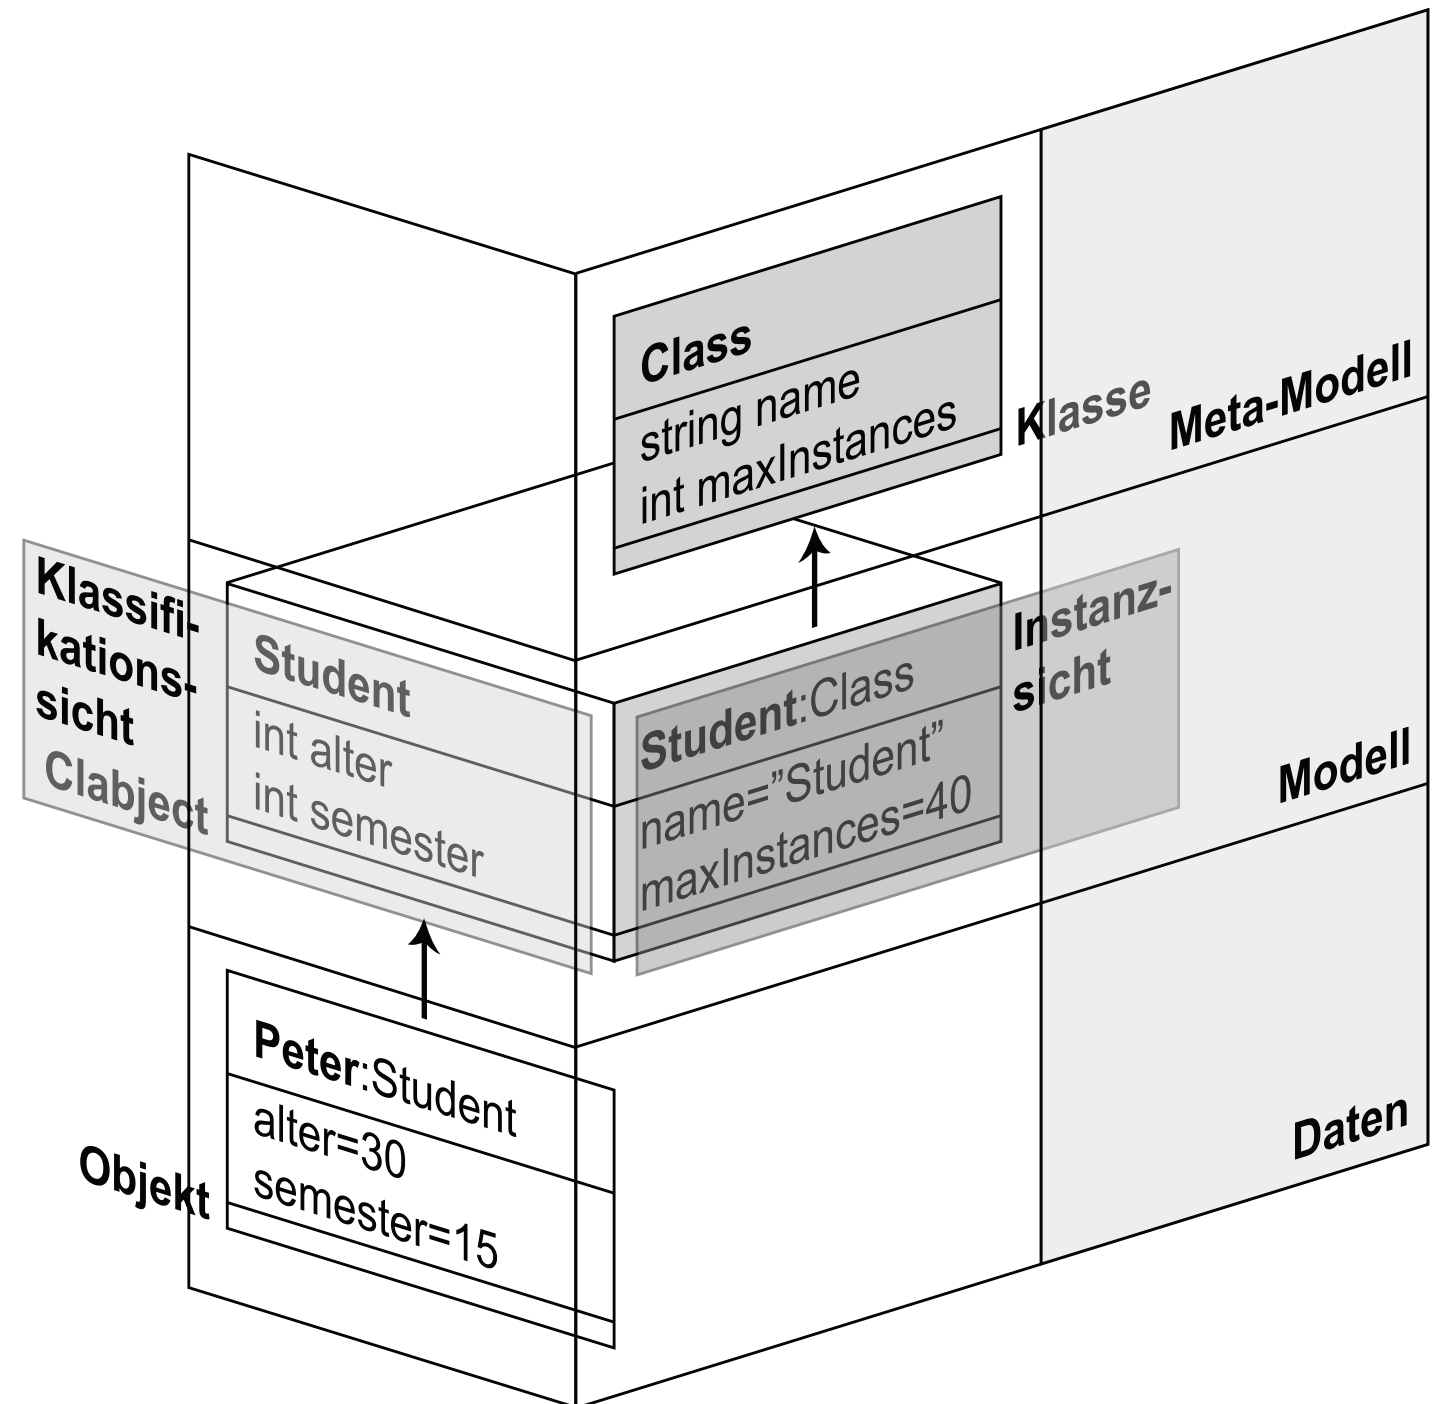 Class
string name
int maxInstances
Klasse
Meta-Modell
Klassifi-
kations-
sicht
Clabject
Student
int alter
int semester
Student:Class
name=”Student”
maxInstances=40
Instanz-
sicht
Modell
Peter:Student
alter=30
semester=15
Objekt
Daten